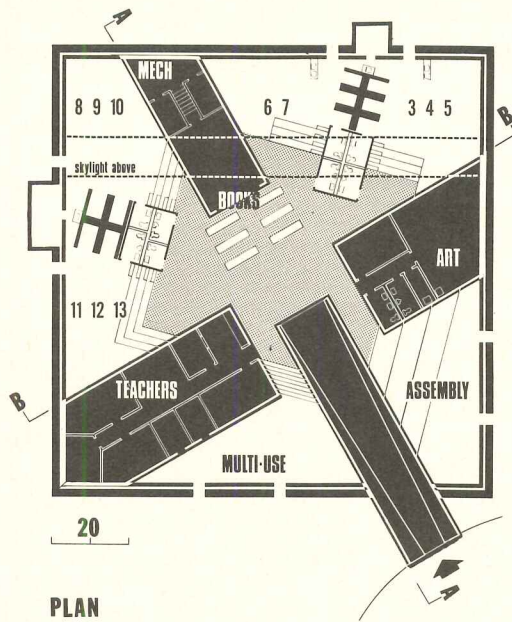 A
MECH
8 9 10
6 7
3 4 5
B
skylight above
BOOKS
ART
11 12 13
TEACHERS
ASSEMBLY
B
MULTI·USE
20
A
PLAN